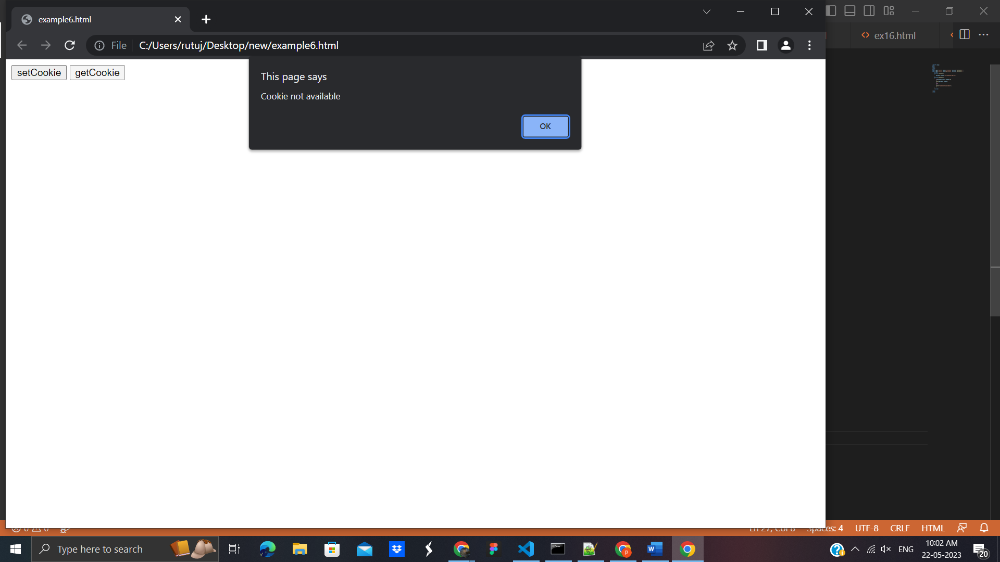 example6.html
ex16.html
File
C:/Users/rutuj/Desktop/new/example6.html
setCookie getCookie
This page says
Cookie not available
OK
Spaces: 4 UTF-8 CRLF HTML
Type here to search
ENG
10:02 AM
22-05-2023
20